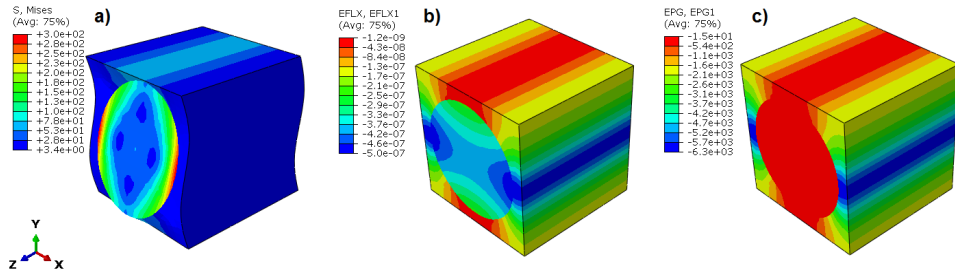 S, Mises
(Avg: 75%)
+3.0e+02
+2.8e+02
+2.5e+02
+2.3e+02
+2.0e+02
+1.8e+02
+1.5e+02
+1.3e+02
+1.0e+02
+7.8e+01
+5.3e+01
+2.8e+01
+3.4e+00
a)
EFLX, EFLX1
(Avg: 75%)
-1.2e-09
-4.3e-08
-8.4e-08
-1.3e-07
-1.7e-07
-2.1e-07
-2.5e-07
-2.9e-07
-3.4e-07
-3.8e-07
-4.2e-07
-4.6e-07
-5.0e-07
b)
EPG, EPG1
(Avg: 75%)
-1.5e+01
-5.4e+02
-1.1e+03
-1.6e+03
-2.1e+03
-2.6e+03
-3.1e+03
-3.7e+03
-4.2e+03
-4.7e+03
-5.2e+03
-5.7e+03
-6.3e+03
c)
Y
Z
X